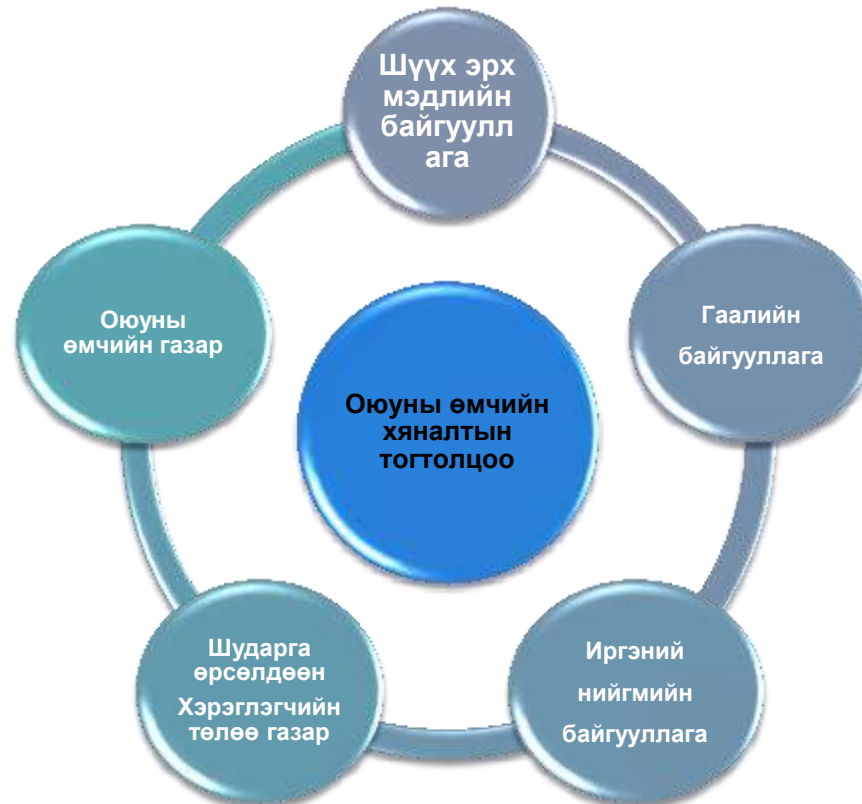 Шүүх эрх
мэдлийн
байгуулл
ага
Гаалийн
байгууллага
Оюуны
өмчийн газар
Оюуны өмчийн
хяналтын
тогтолцоо
Шударга
өрсөлдөөн
Хэрэглэгчийн
төлөө газар
Иргэний
нийгмийн
байгууллага